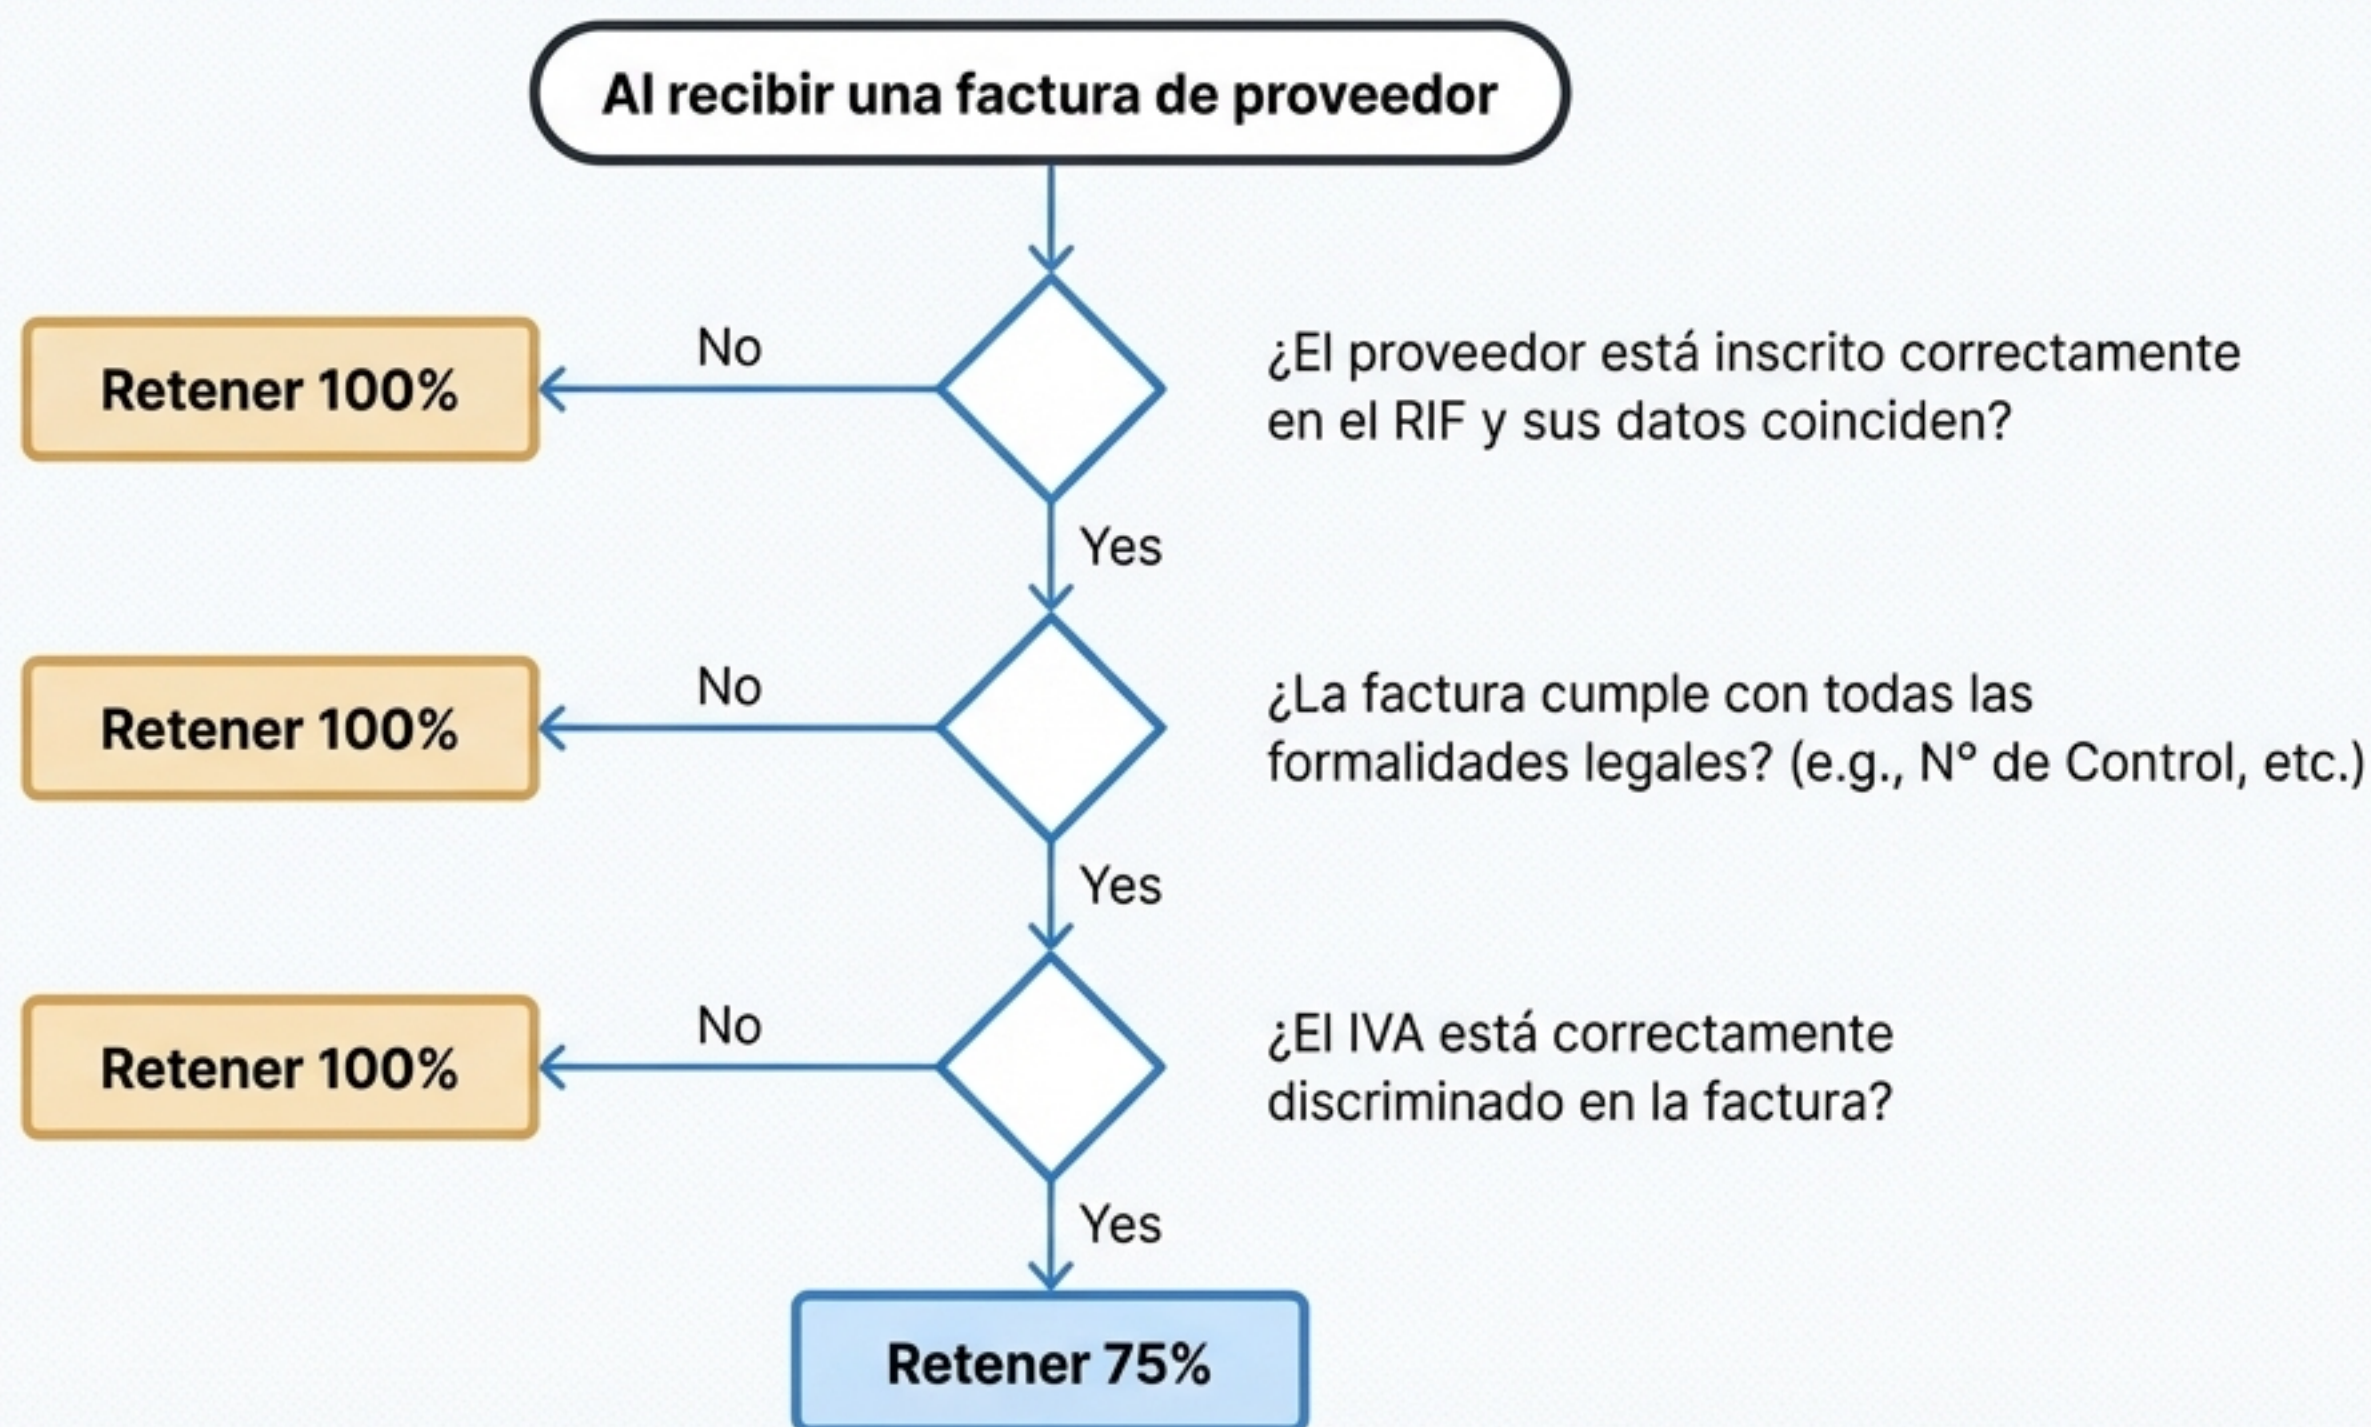 Al recibir una factura de proveedor
No
Retener 100%
¿El proveedor está inscrito correctamente
en el RIF y sus datos coinciden?
Yes
No
Retener 100%
¿La factura cumple con todas las
formalidades legales? (e.g., Nº de Control, etc.)
Yes
No
Retener 100%
¿El IVA está correctamente
discriminado en la factura?
Yes
Retener 75%